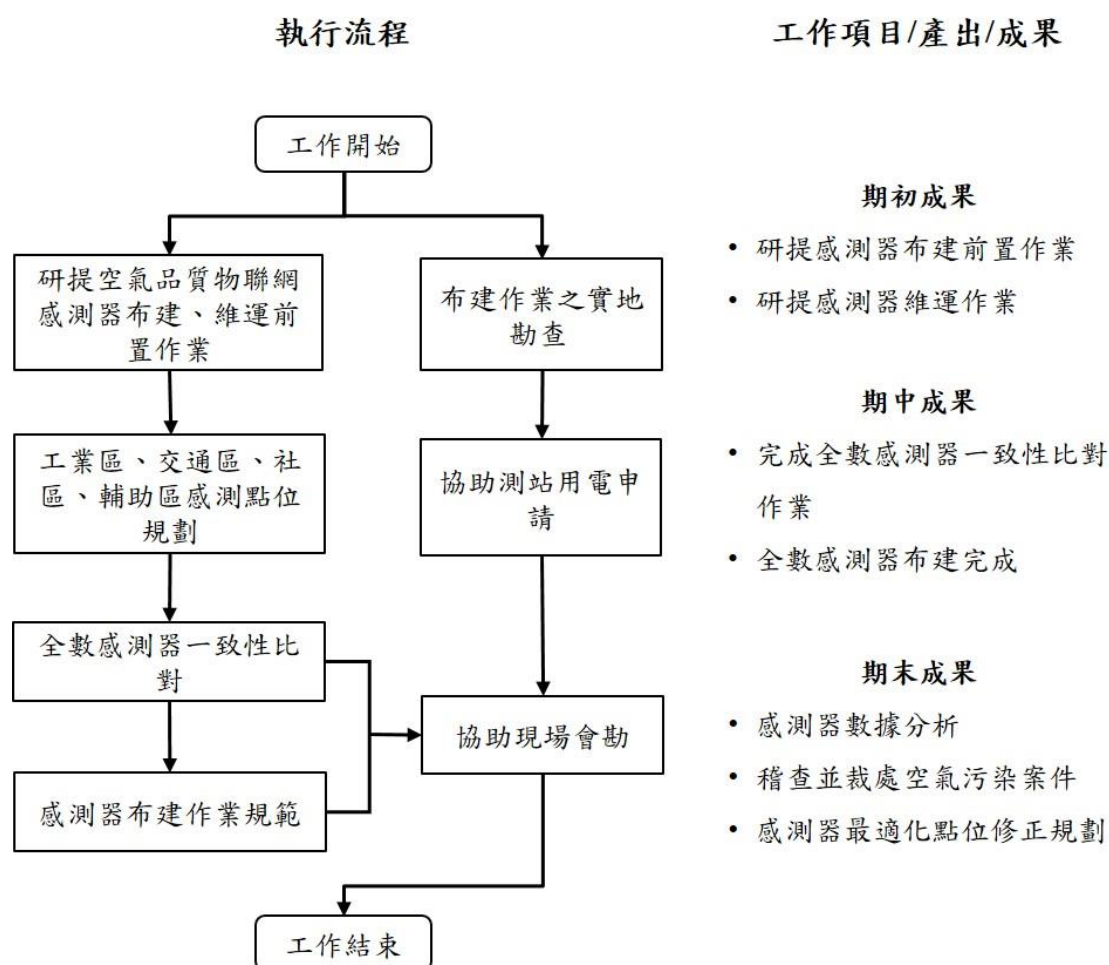 執行流程
工作項目/產出/成果
工作開始
研提空氣品質物聯網
感測器布建、維運前
置作業
布建作業之實地
勘查
工業區、交通區、社
區、輔助區感測點位
規劃
協助測站用電申
請
全數感測器一致性比
對
協助現場會勘
感測器布建作業規範
工作結束
期初成果
• 研提感測器布建前置作業
• 研提感測器維運作業
期中成果
• 完成全數感測器一致性比對
作業
• 全數感測器布建完成
期末成果
• 感測器數據分析
• 稽查並裁處空氣污染案件
• 感測器最適化點位修正規劃